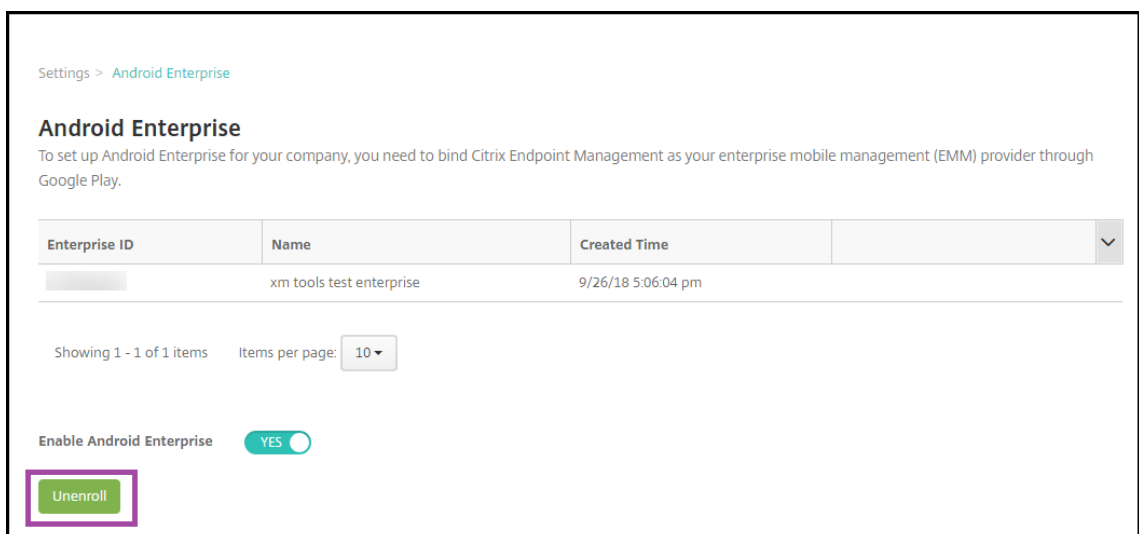 Settings > Android Enterprise
Android Enterprise
To set up Android Enterprise for your company, you need to bind Citrix Endpoint Management as your enterprise mobile management (EMM) provider through
Google Play.
Enterprise ID Name Created Time
xm tools test enterprise 9/26/18 5:06:04 pm
Showing 1 - 1 of 1 items Items per page: 10
Enable Android Enterprise YES
Unenroll